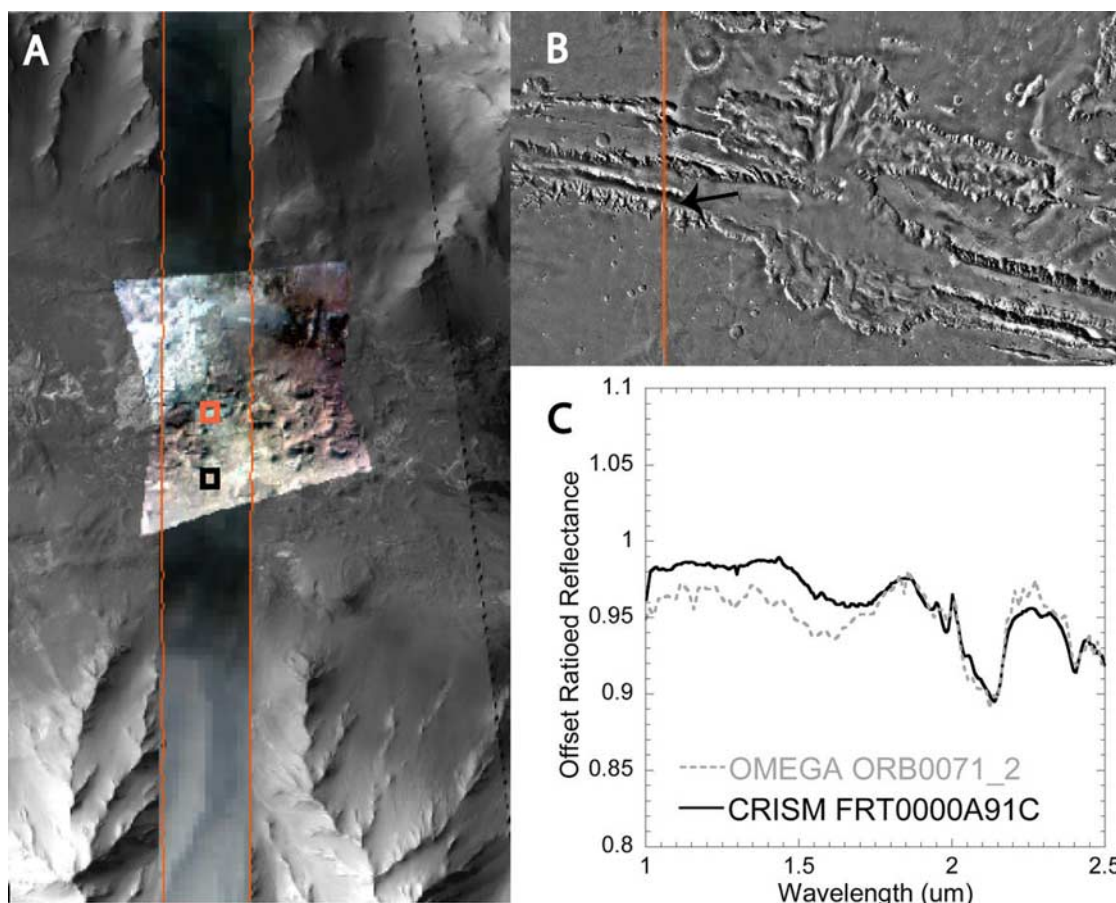 A
B
C
1.1
1.05
1
0.95
0.9
0.85
0.8
Offset Ratioed Reflectance
OMEGA ORB0071_2
CRISM FRT0000A91C
1
1.5
2
2.5
Wavelength (um)